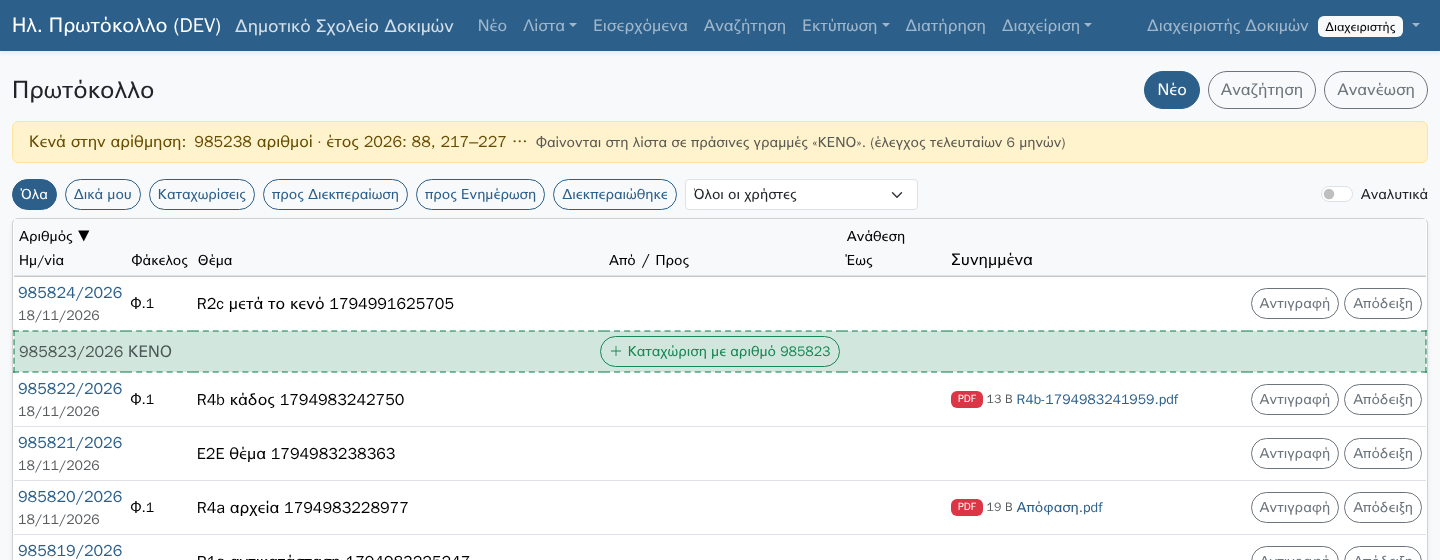 Ηλ. Πρωτόκολλο (DEV) Δημοτικό Σχολείο Δοκιμών Νέο Λίστα Εισερχόμενα Αναζήτηση Εκτύπωση Διατήρηση Διαχείριση Διαχειριστής Δοκιμών Διαχειριστής
Πρωτόκολλο Νέο Αναζήτηση Ανανέωση
Κενά στην αρίθμηση: 985238 αριθμοί · έτος 2026: 88, 217–227 ⋯ Φαίνονται στη λίστα σε πράσινες γραμμές «ΚΕΝΟ». (έλεγχος τελευταίων 6 μηνών)
Όλα Δικά μου Καταχωρίσεις προς Διεκπεραίωση προς Ενημέρωση Διεκπεραιώθηκε Όλοι οι χρήστες Αναλυτικά
Αριθμός ▼ Ανάθεση
Ημ/νία Φάκελος Θέμα Από / Προς Έως Συνημμένα
985824/2026
18/11/2026 Φ.1 R2c μετά το κενό 1794991625705 Αντιγραφή Απόδειξη
985823/2026 ΚΕΝΟ + Καταχώριση με αριθμό 985823
985822/2026
18/11/2026 Φ.1 R4b κάδος 1794983242750 PDF 13 B R4b-1794983241959.pdf Αντιγραφή Απόδειξη
985821/2026
18/11/2026 E2E θέμα 1794983238363 Αντιγραφή Απόδειξη
985820/2026
18/11/2026 Φ.1 R4a αρχεία 1794983228977 PDF 19 B Απόφαση.pdf Αντιγραφή Απόδειξη
985819/2026